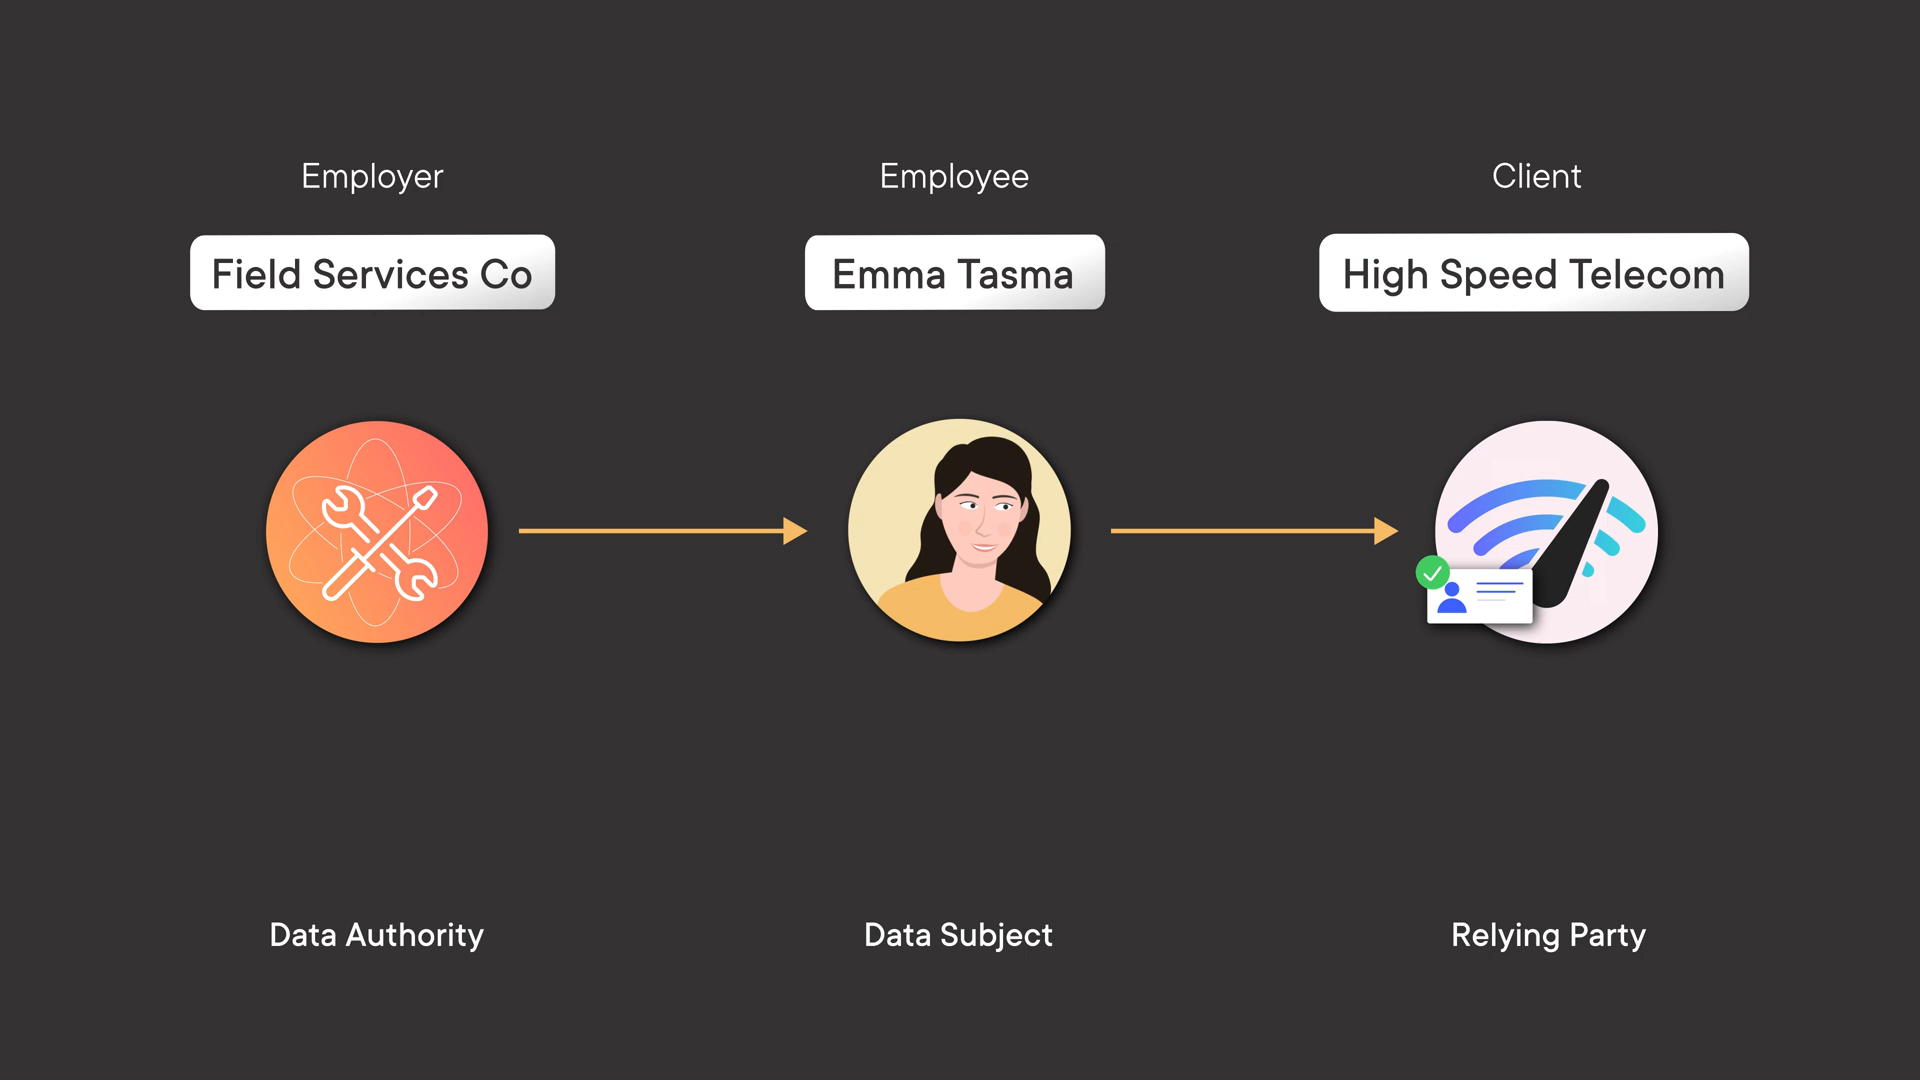 Employer
Employee
Client
Field Services Co
Emma Tasma
High Speed Telecom
Data Authority
Data Subject
Relying Party